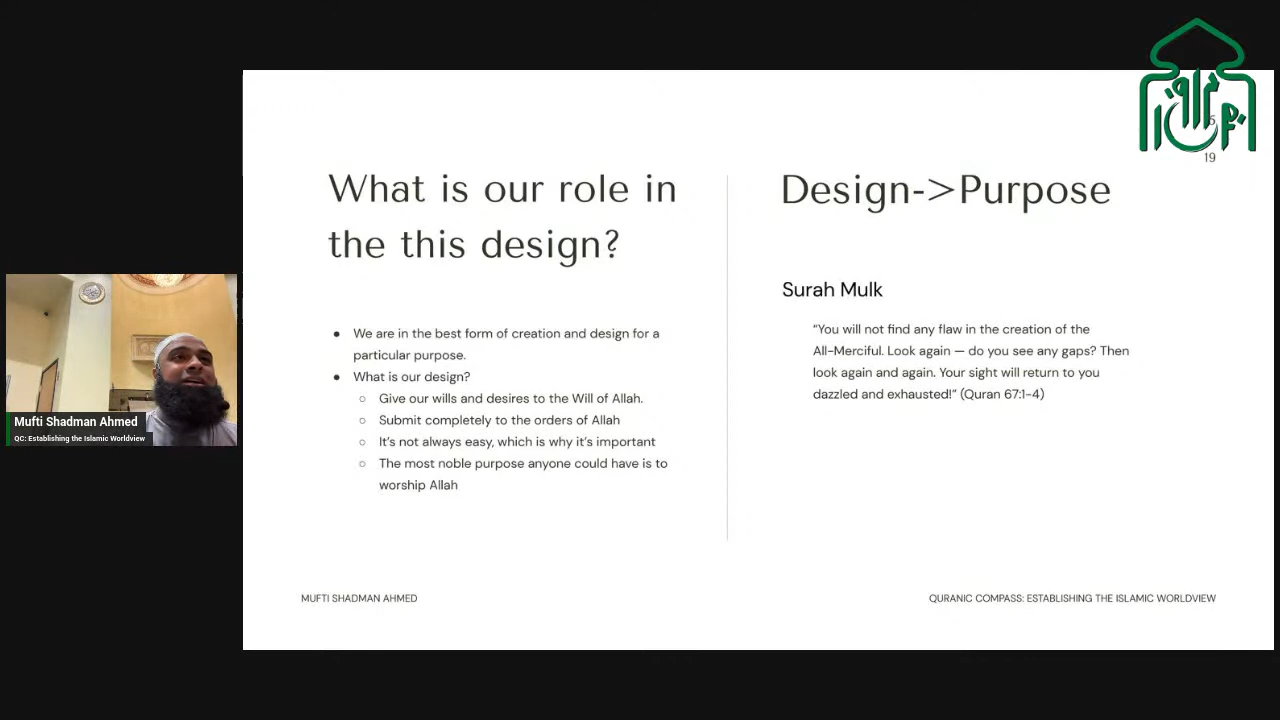 What is our role in
the this design?
● We are in the best form of creation and design for a
particular purpose.
● What is our design?
○ Give our wills and desires to the Will of Allah.
○ Submit completely to the orders of Allah
○ It's not always easy, which is why it's important
○ The most noble purpose anyone could have is to
worship Allah
19
Design->Purpose
Surah Mulk
“You will not find any flaw in the creation of the
All-Merciful. Look again — do you see any gaps? Then
look again and again. Your sight will return to you
dazzled and exhausted!” (Quran 67:1-4)
Mufti Shadman Ahmed
QC: Establishing the Islamic Worldview
MUFTI SHADMAN AHMED
QURANIC COMPASS: ESTABLISHING THE ISLAMIC WORLDVIEW